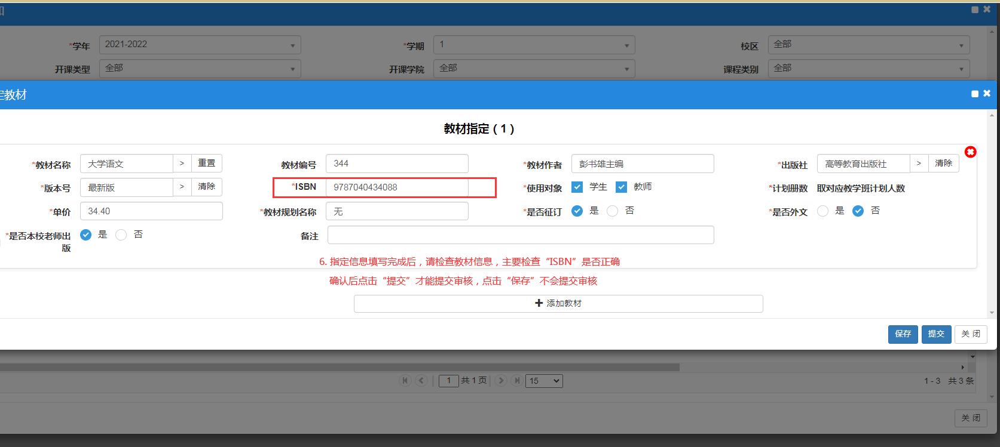 知
*学年 2021-2022 *学期 1 校区 全部
开课类型 全部 开课学院 全部 课程类别 全部
定教材
教材指定（1）
*教材名称 大学语文 > 重置 教材编号 344 *教材作者 彭书雄主编 *出版社 高等教育出版社 > 清除
*版本号 最新版 > 清除 *ISBN 9787040434088 *使用对象 学生 教师 *计划册数 取对应教学班计划人数
*单价 34.40 *教材规划名称 无 *是否征订 是 否 *是否外文 是 否
*是否本校老师出版 是 否 备注
6. 指定信息填写完成后，请检查教材信息，主要检查“ISBN”是否正确
确认后点击“提交”才能提交审核，点击“保存”不会提交审核
添加教材
保存 提交 关 闭
1 共 1 页 15 1 - 3 共 3 条
关 闭